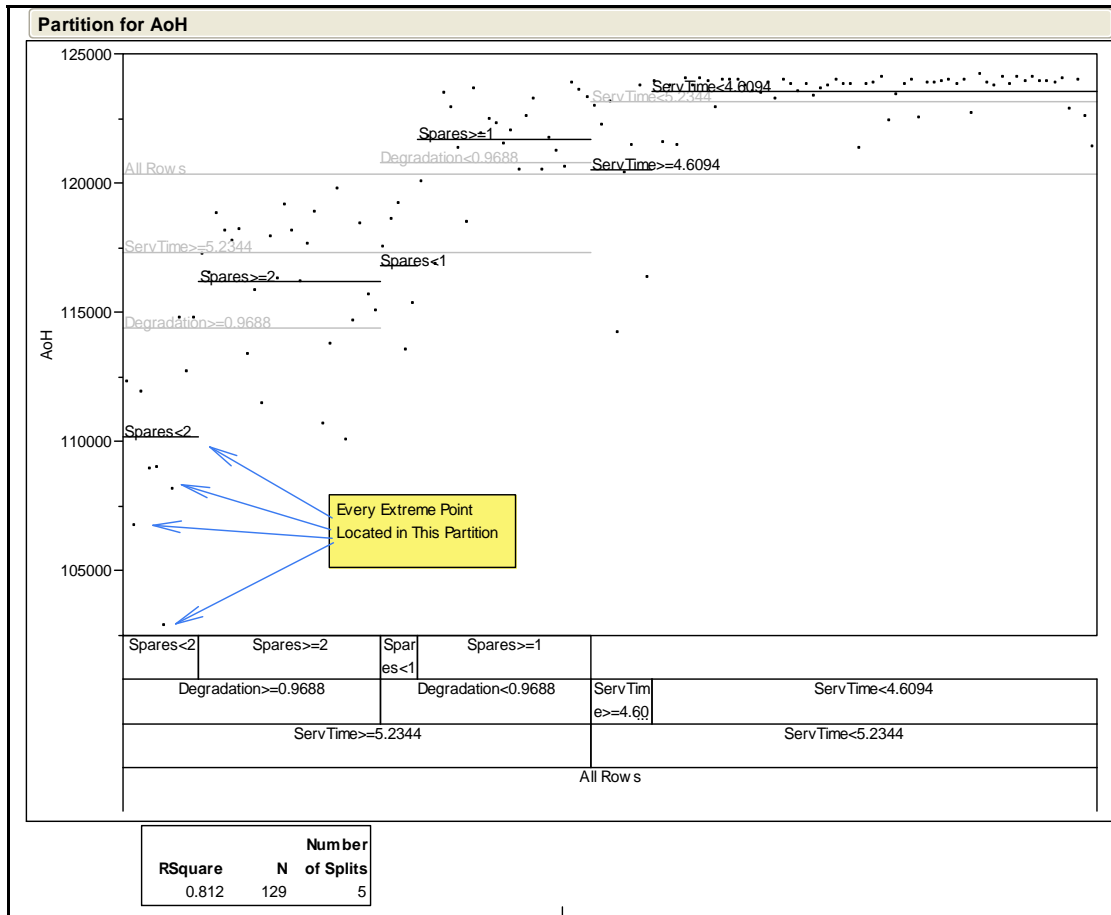 Partition for AoH
125000
120000
115000
110000
105000
AoH
ServTime<4.6094
ServTime<5.2344
Spares>=1
Degradation<0.9688
ServTime>=4.6094
All Rows
ServTime>=5.2344
Spares<1
Spares>=2
Degradation>=0.9688
Spares<2
Every Extreme Point
Located in This Partition
Spares<2 Spares>=2 Spar Spares>=1
es<1
Degradation>=0.9688 Degradation<0.9688 ServTim ServTime<4.6094
e>=4.60...
ServTime>=5.2344 ServTime<5.2344
All Rows
Number
RSquare N of Splits
0.812 129 5